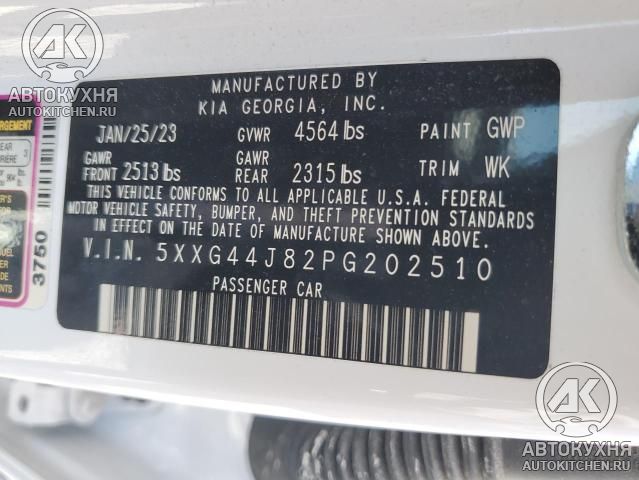 АВТОКУХНЯ
AUTOKITCHEN.RU
MANUFACTURED BY
KIA GEORGIA, INC.
JAN/25/23 GVWR 4564 lbs PAINT GWP
GAWR FRONT 2513 lbs GAWR REAR 2315 lbs TRIM WK
THIS VEHICLE CONFORMS TO ALL APPLICABLE U.S.A. FEDERAL
MOTOR VEHICLE SAFETY, BUMPER, AND THEFT PREVENTION STANDARDS
IN EFFECT ON THE DATE OF MANUFACTURE SHOWN ABOVE.
V.I.N. 5XXG44J82PG202510
PASSENGER CAR
3750
АК
АВТОКУХНЯ
AUTOKITCHEN.RU